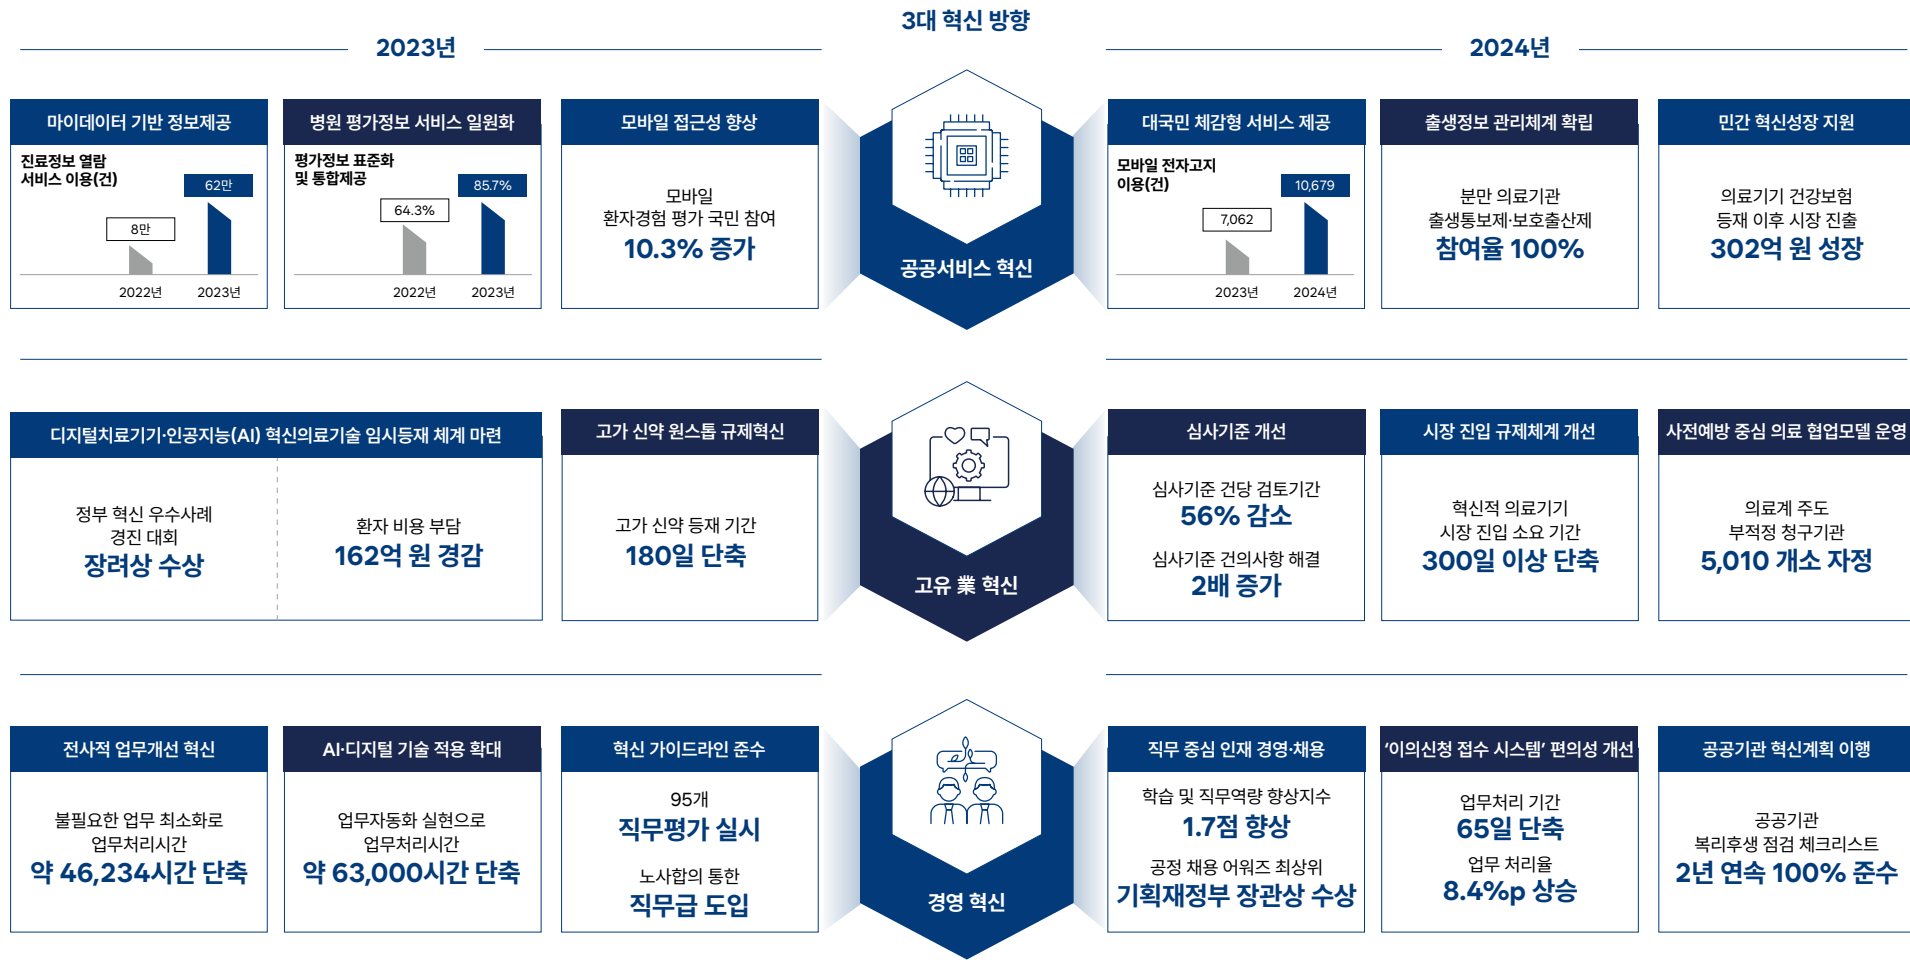 3대 혁신 방향
2023년
2024년
마이데이터 기반 정보제공
진료정보 열람
서비스 이용(건)
62만
8만
2022년
2023년
병원 평가정보 서비스 일원화
평가정보 표준화
및 통합제공
85.7%
64.3%
2022년
2023년
모바일 접근성 향상
모바일
환자경험 평가 국민 참여
10.3% 증가
공공서비스 혁신
대국민 체감형 서비스 제공
모바일 전자고지
이용(건)
10,679
7,062
2023년
2024년
출생정보 관리체계 확립
분만 의료기관
출생통보제·보호출산제
참여율 100%
민간 혁신성장 지원
의료기기 건강보험
등재 이후 시장 진출
302억 원 성장
디지털치료기기·인공지능(AI) 혁신의료기술 임시등재 체계 마련
정부 혁신 우수사례
경진 대회
장려상 수상
환자 비용 부담
162억 원 경감
고가 신약 원스톱 규제혁신
고가 신약 등재 기간
180일 단축
고유 業 혁신
심사기준 개선
심사기준 건당 검토기간
56% 감소
심사기준 건의사항 해결
2배 증가
시장 진입 규제체계 개선
혁신적 의료기기
시장 진입 소요 기간
300일 이상 단축
사전예방 중심 의료 협업모델 운영
의료계 주도
부적정 청구기관
5,010 개소 자정
전사적 업무개선 혁신
불필요한 업무 최소화로
업무처리시간
약 46,234시간 단축
AI·디지털 기술 적용 확대
업무자동화 실현으로
업무처리시간
약 63,000시간 단축
혁신 가이드라인 준수
95개
직무평가 실시
노사합의 통한
직무급 도입
경영 혁신
직무 중심 인재 경영·채용
학습 및 직무역량 향상지수
1.7점 향상
공정 채용 어워즈 최상위
기획재정부 장관상 수상
‘이의신청 접수 시스템’ 편의성 개선
업무처리 기간
65일 단축
업무 처리율
8.4%p 상승
공공기관 혁신계획 이행
공공기관
복리후생 점검 체크리스트
2년 연속 100% 준수